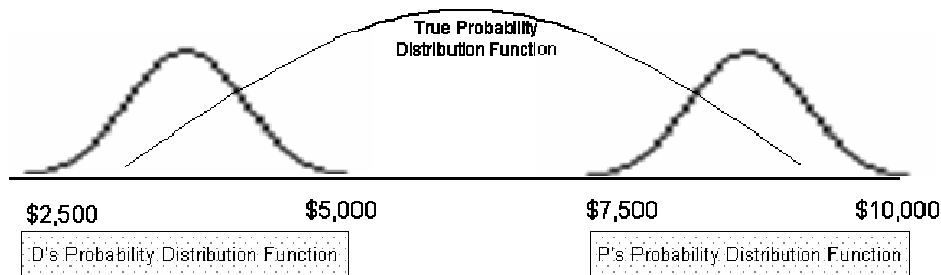 True Probability
Distribution Function
$2,500
$5,000
$7,500
$10,000
D's Probability Distribution Function
P's Probability Distribution Function